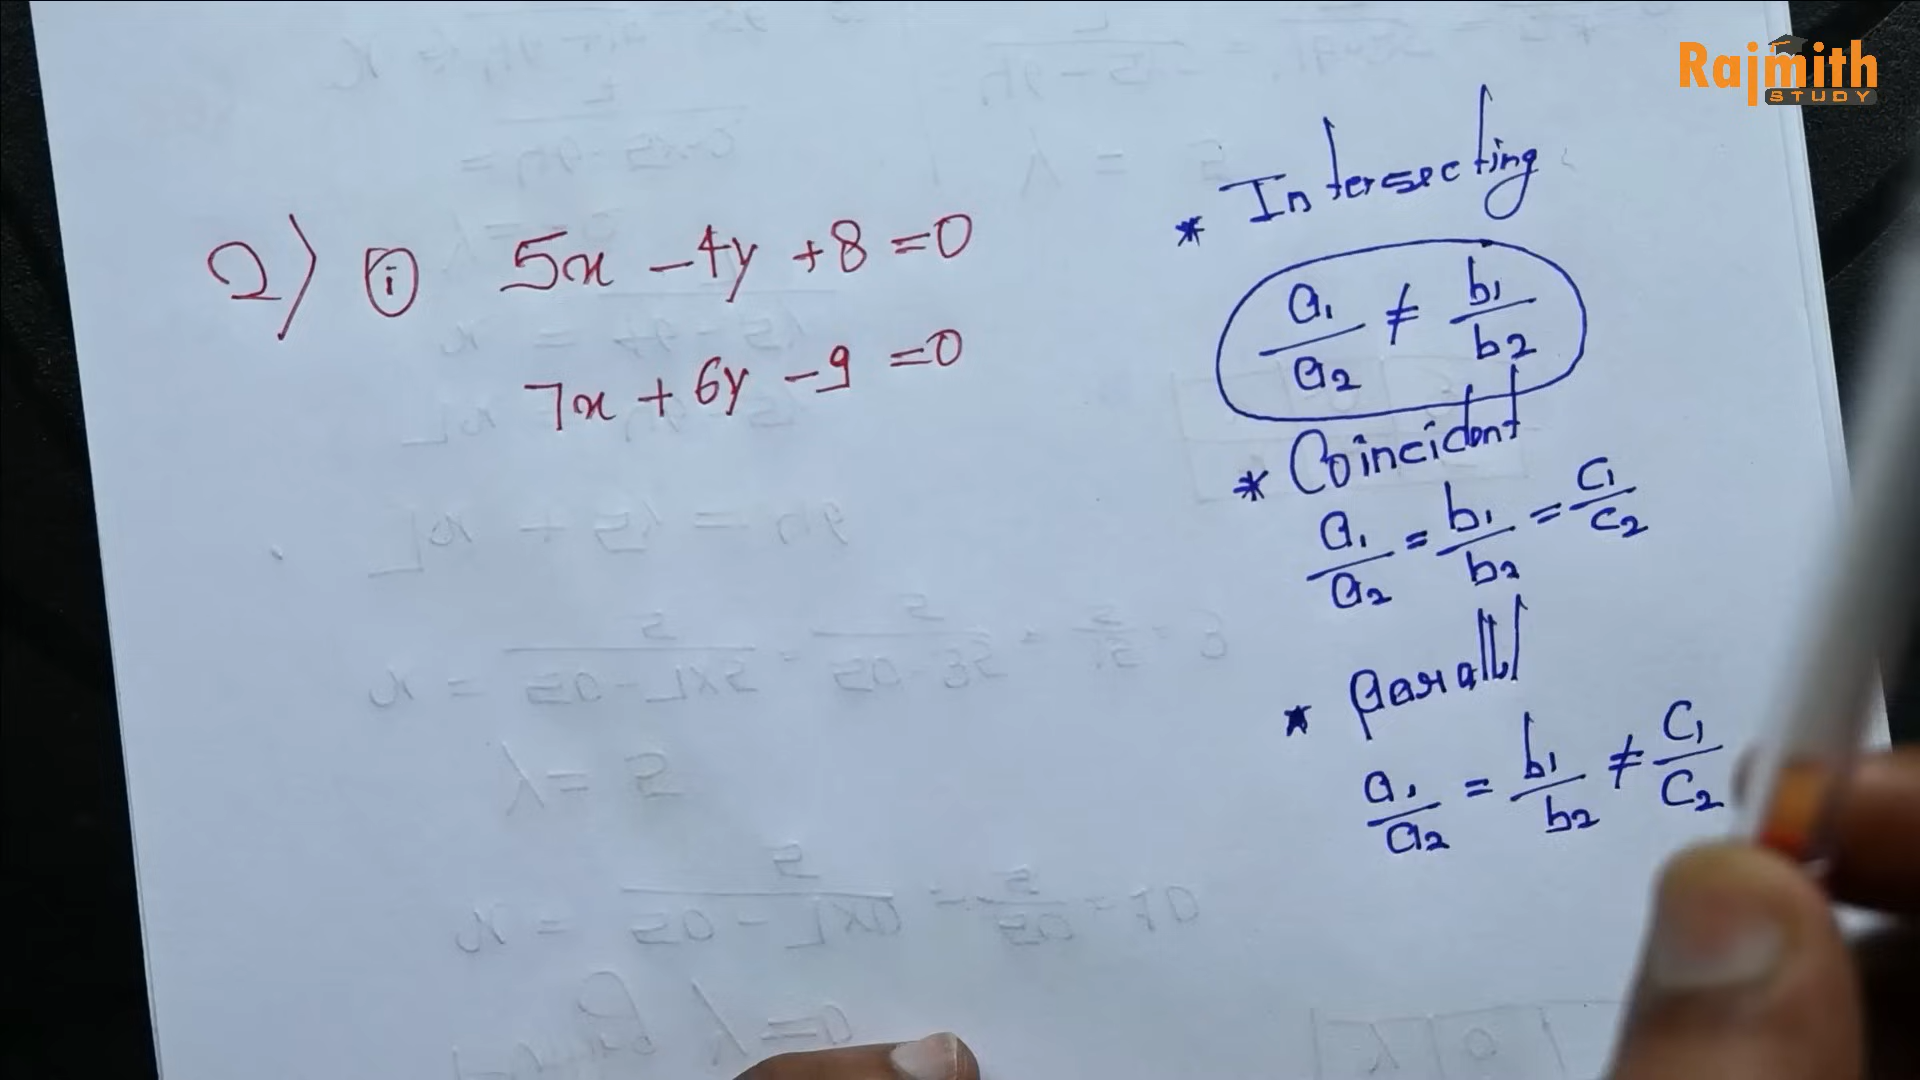 Rajmith
STUDY
2) i 5x - 4y + 8 = 0
7x + 6y - 9 = 0
* Intersecting
a1/a2 ≠ b1/b2
* Coincident
a1/a2 = b1/b2 = c1/c2
* Parallel
a1/a2 = b1/b2 ≠ C1/C2